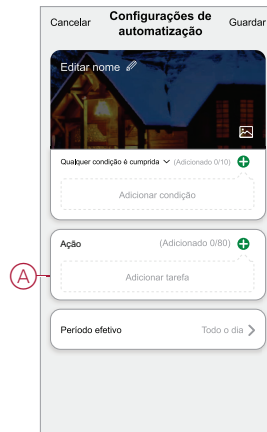 Cancelar Configurações de automatização Guardar
Editar nome
Qualquer condição é cumprida (Adicionado 0/10)
Adicionar condição
Ação (Adicionado 0/80)
A
Adicionar tarefa
Período efetivo Todo o dia